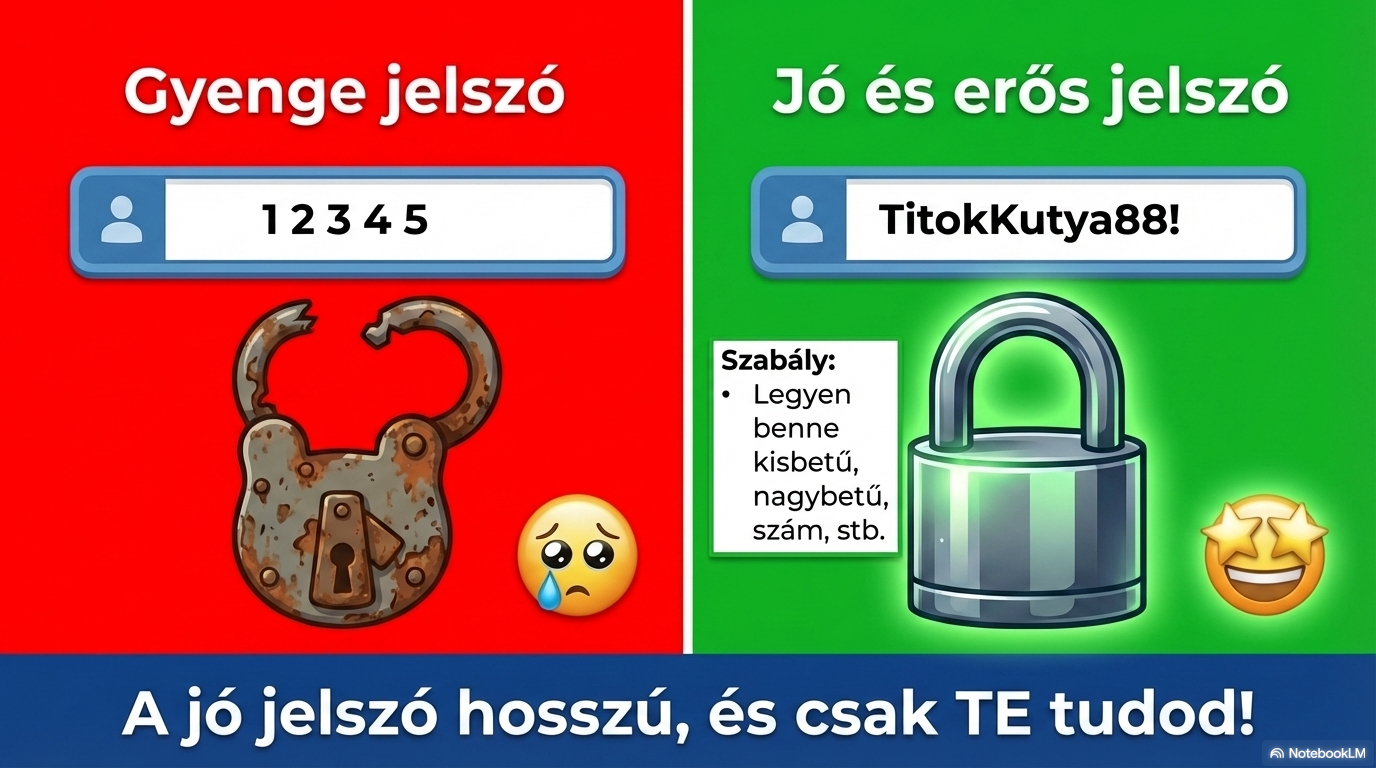 Gyenge jelszó
1 2 3 4 5
Jó és erős jelszó
TitokKutya88!
Szabály:
• Legyen
benne
kisbetű,
nagybetű,
szám, stb.
A jó jelszó hosszú, és csak TE tudod!
NotebookLM